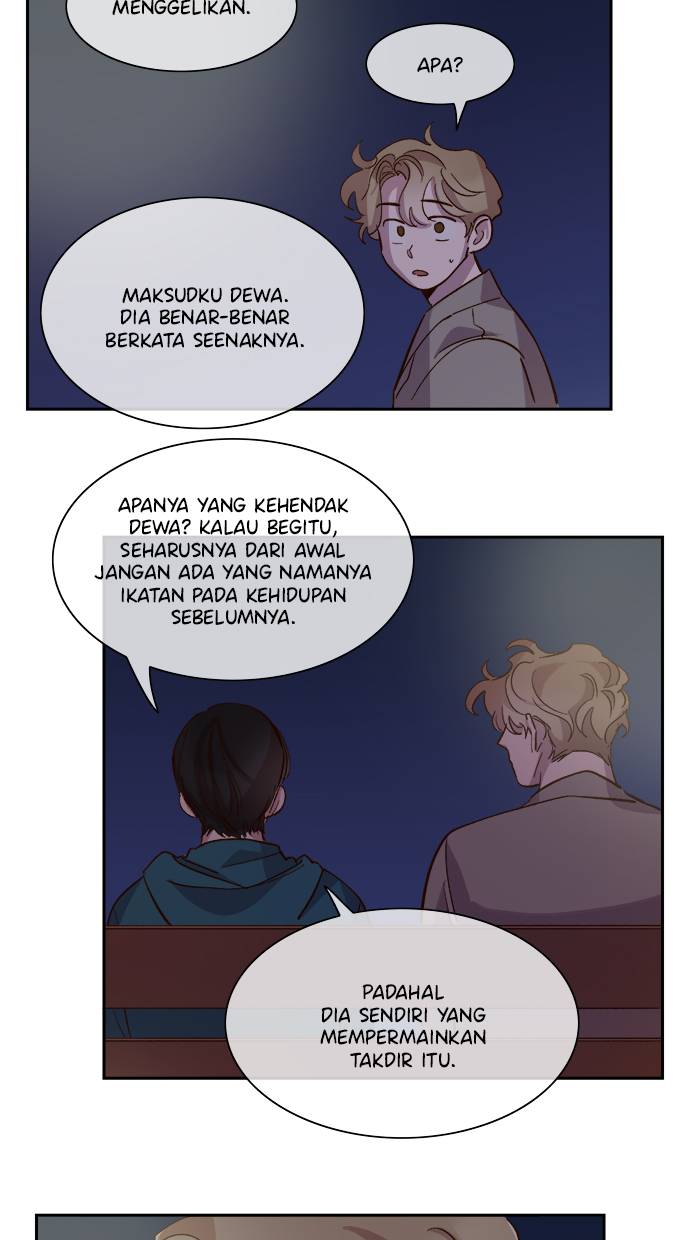 MENGGELIKAN.
APA?
MAKSUDKU DEWA.
DIA BENAR-BENAR
BERKATA SEENAKNYA.
APANYA YANG KEHENDAK
DEWA? KALAU BEGITU,
SEHARUSNYA DARI AWAL
JANGAN ADA YANG NAMANYA
IKATAN PADA KEHIDUPAN
SEBELUMNYA.
PADAHAL
DIA SENDIRI YANG
MEMPERMAINKAN
TAKDIR ITU.